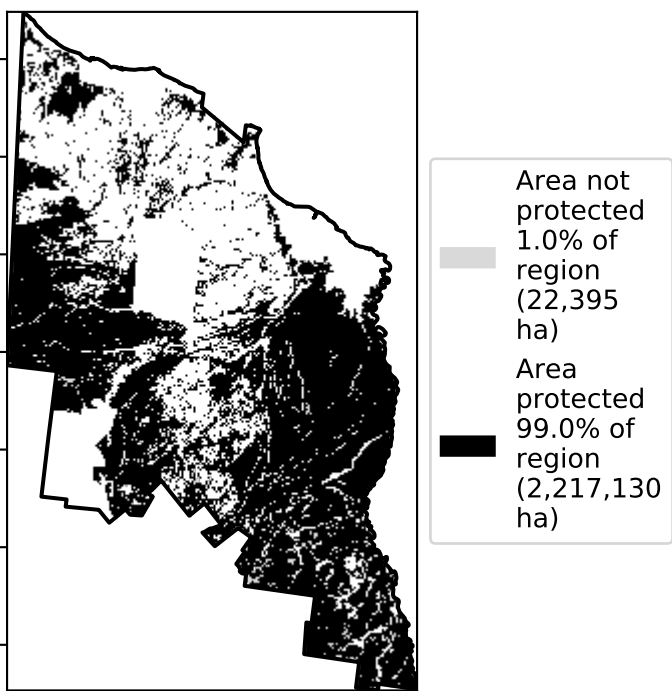 Area not
protected
1.0% of
region
(22,395
ha)
Area
protected
99.0% of
region
(2,217,130
ha)